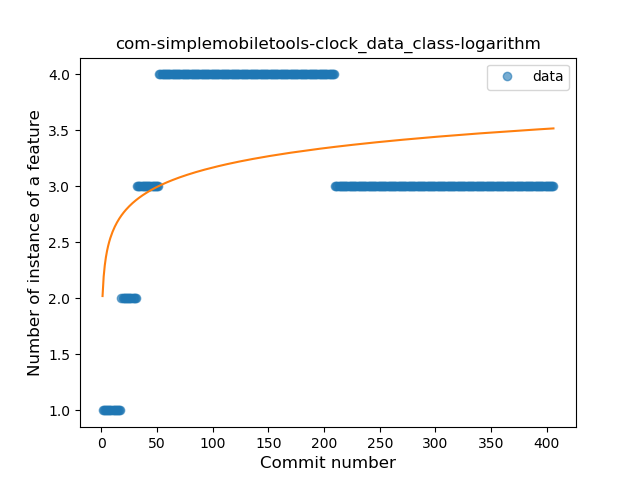 com-simplemobiletools-clock_data_class-logarithm
data
Number of instance of a feature
4.0
3.5
3.0
2.5
2.0
1.5
1.0
0 50 100 150 200 250 300 350 400
Commit number